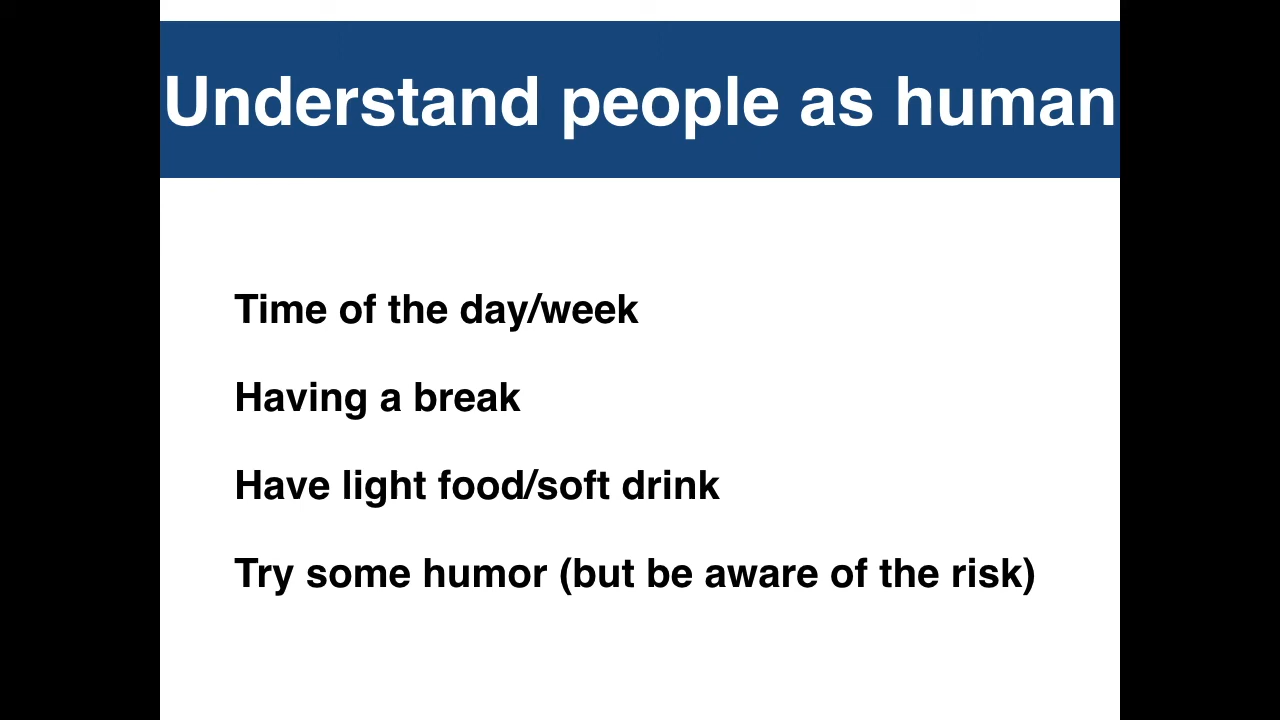 Understand people as human
Time of the day/week
Having a break
Have light food/soft drink
Try some humor (but be aware of the risk)